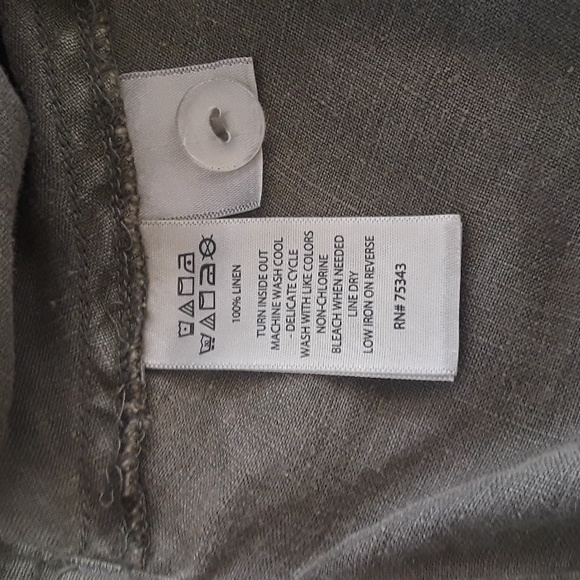 100% LINEN
TURN INSIDE OUT
MACHINE WASH COOL
- DELICATE CYCLE
WASH WITH LIKE COLORS
NON-CHLORINE
BLEACH WHEN NEEDED
LINE DRY
LOW IRON ON REVERSE
RN# 75343